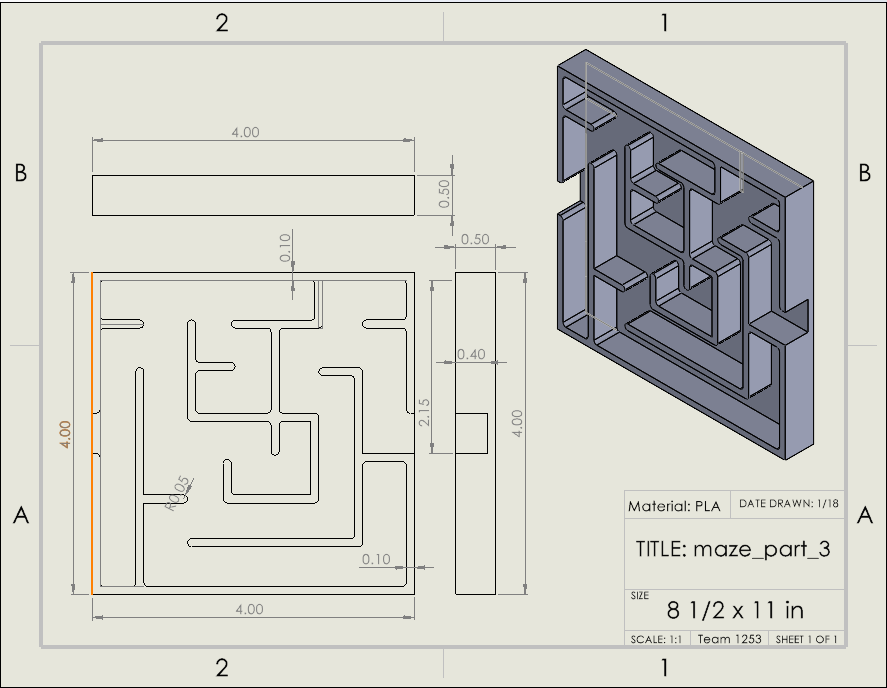 2 1
B B
4.00
0.50
0.10
0.50
0.40
2.15
4.00
4.00
R0.05
0.10
4.00
A A
Material: PLA DATE DRAWN: 1/18
TITLE: maze_part_3
SIZE
8 1/2 x 11 in
SCALE: 1:1 Team 1253 SHEET 1 OF 1
2 1